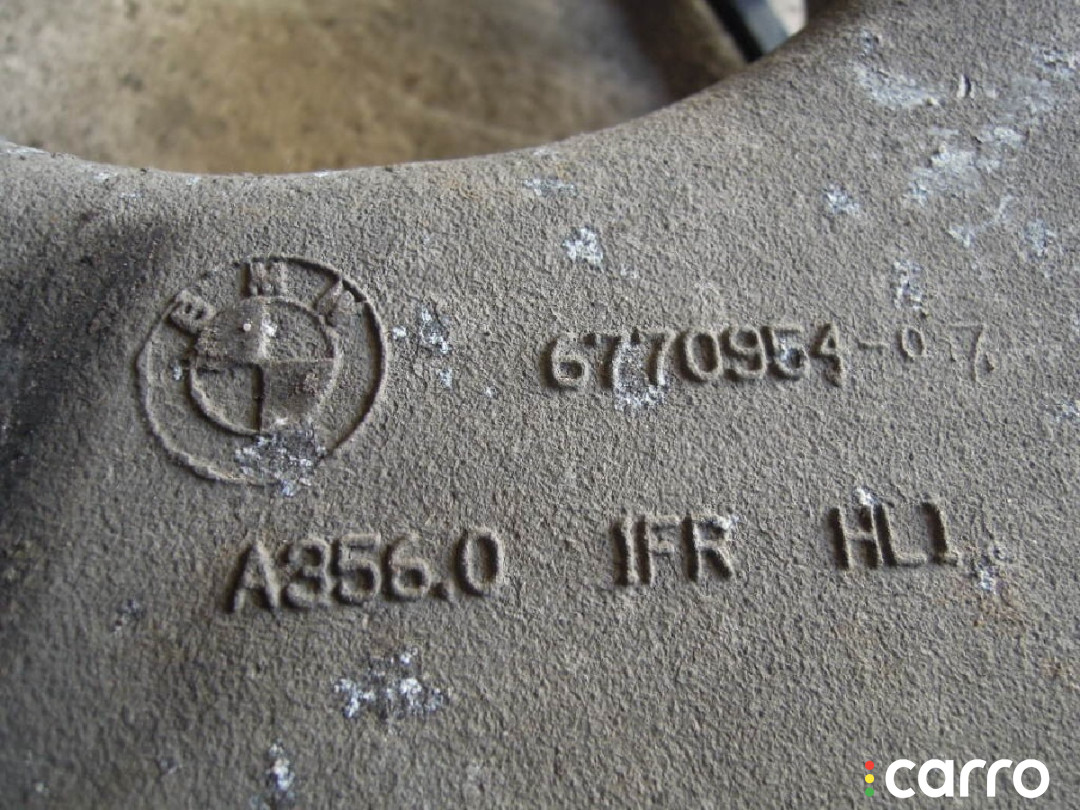 BMW
6770954-07
A356.0 IFR HL1
carro